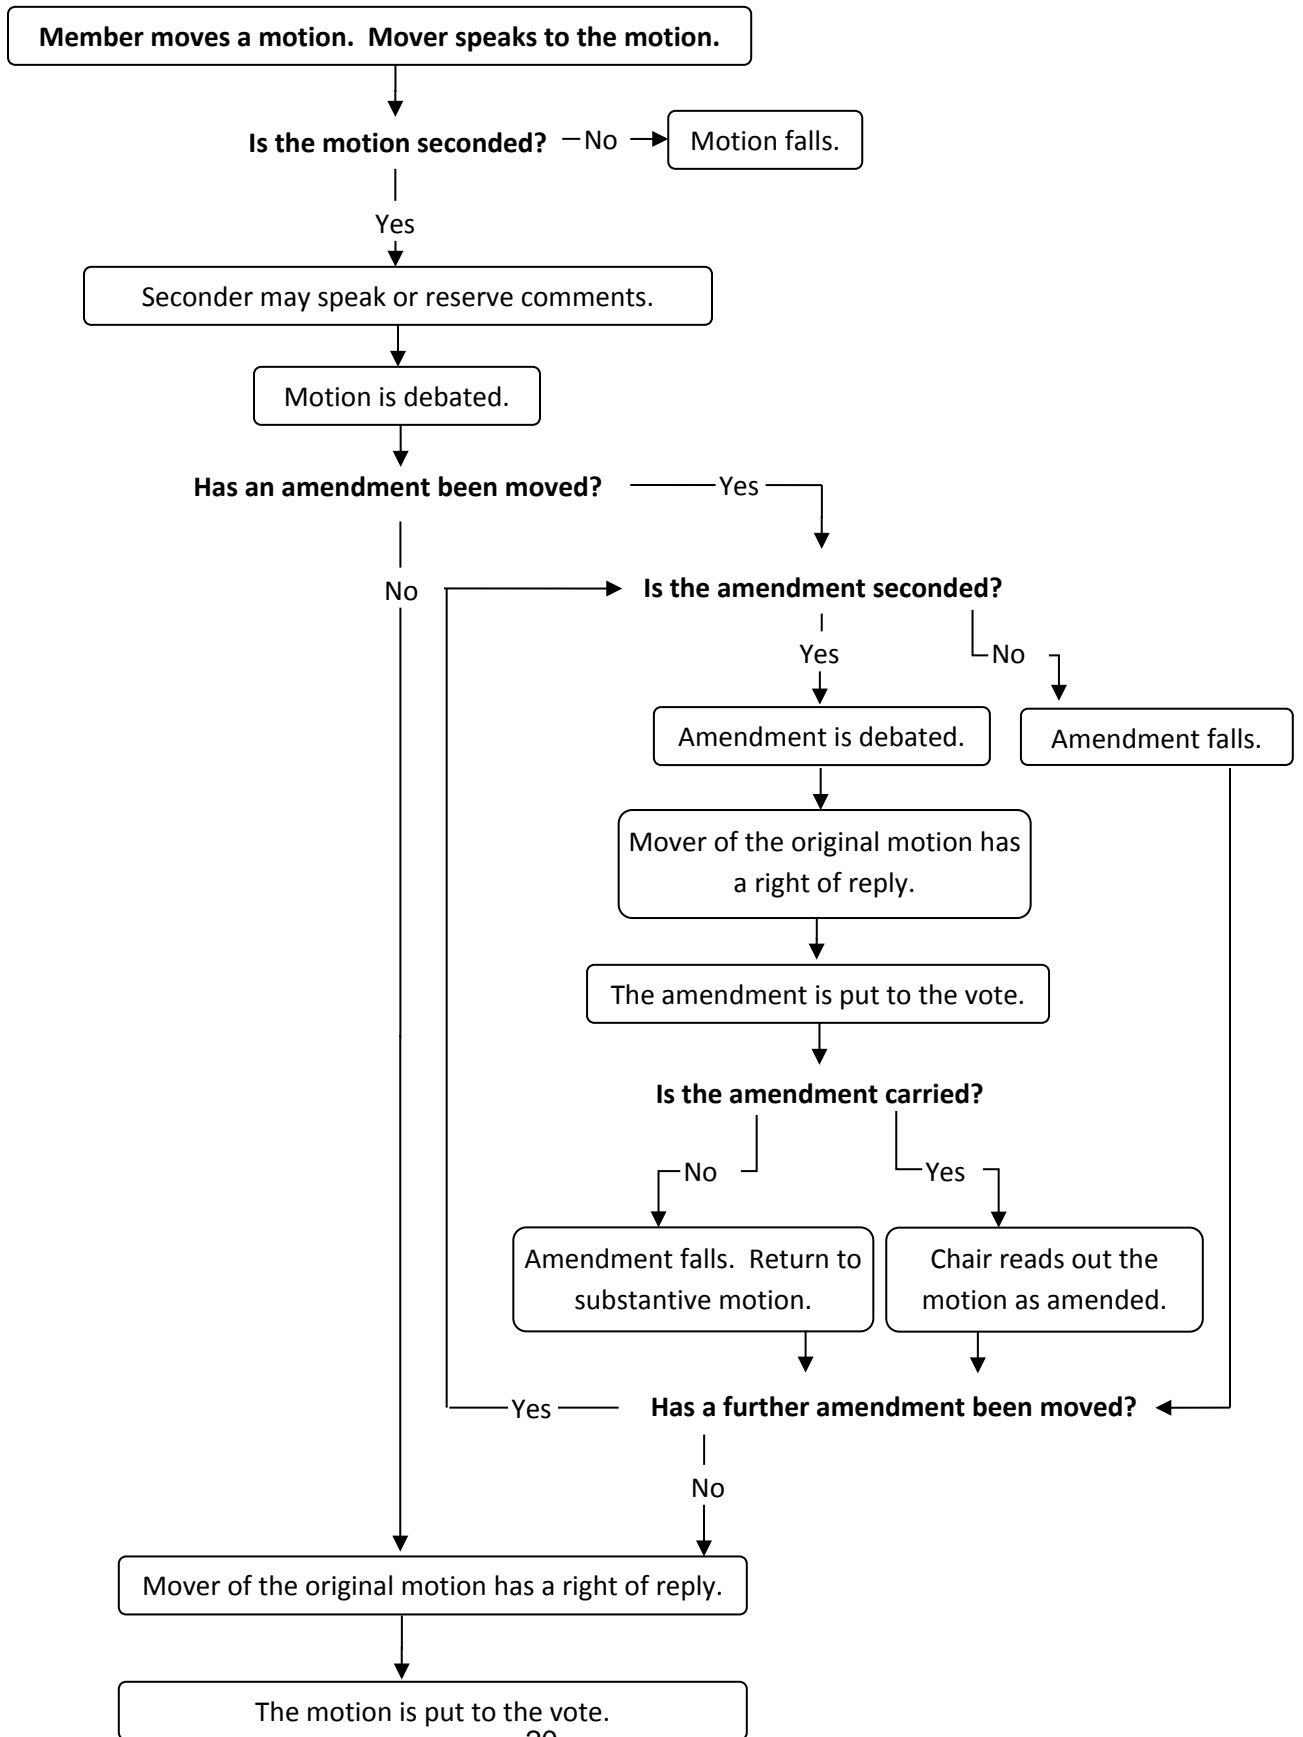 Member moves a motion.  Mover speaks to the motion.
Is the motion seconded?
No
Motion falls.
Yes
Seconder may speak or reserve comments.
Motion is debated.
Has an amendment been moved?
Yes
No
Is the amendment seconded?
Yes
No
Amendment is debated.
Amendment falls.
Mover of the original motion has
a right of reply.
The amendment is put to the vote.
Is the amendment carried?
No
Yes
Amendment falls.  Return to
substantive motion.
Chair reads out the
motion as amended.
Yes
Has a further amendment been moved?
No
Mover of the original motion has a right of reply.
The motion is put to the vote.